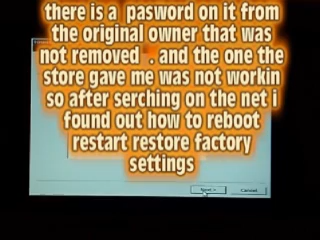 there is a  pasword on it from
the original owner that was
not removed  . and the one the
store gave me was not workin
so after serching on the net i
found out how to reboot
restart restore factory
settings
Next >
Cancel